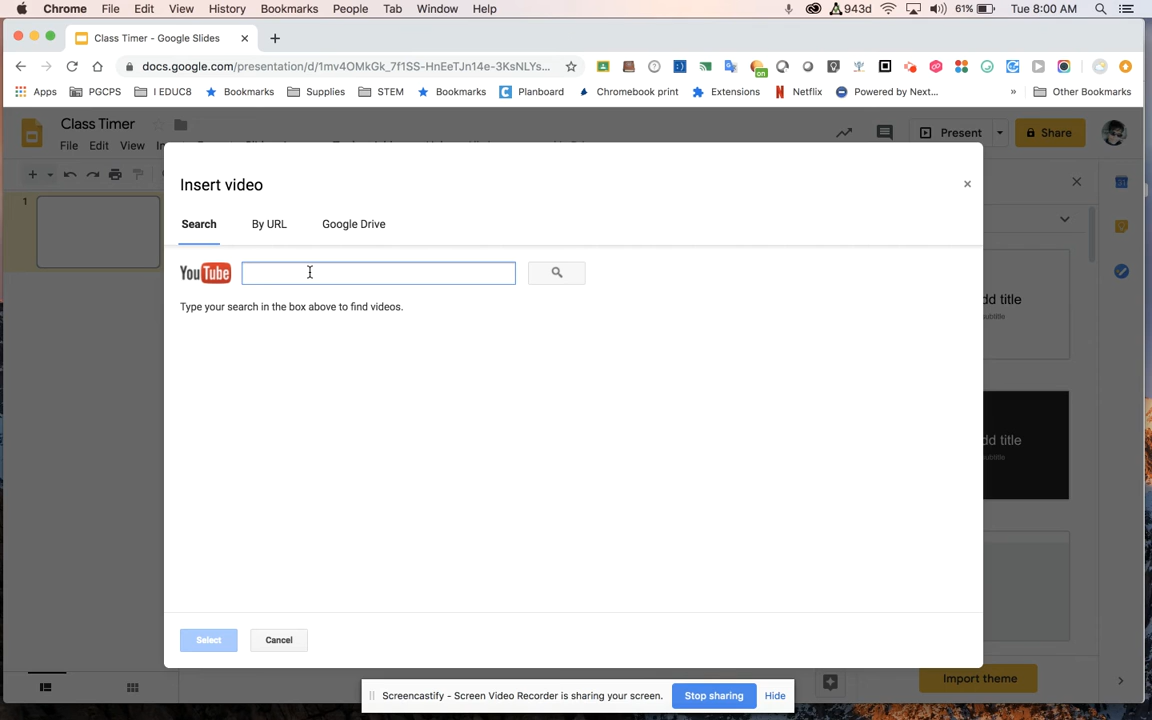 Chrome File Edit View History Bookmarks People Tab Window Help 943d 61% Tue 8:00 AM
Class Timer - Google Slides
docs.google.com/presentation/d/1mv4OMkGk_7f1SS-HnEeTJn14e-3KsNLYs...
on
Apps PGCPS I EDUC8 Bookmarks Supplies STEM Bookmarks Planboard Chromebook print Extensions Netflix Powered by Next... » Other Bookmarks
Class Timer
Present Share
File Edit View
Insert video
Search By URL Google Drive
1
YouTube
Type your search in the box above to find videos.
dd title
subtitle
dd title
subtitle
Select Cancel
Import theme
Screencastify - Screen Video Recorder is sharing your screen. Stop sharing Hide